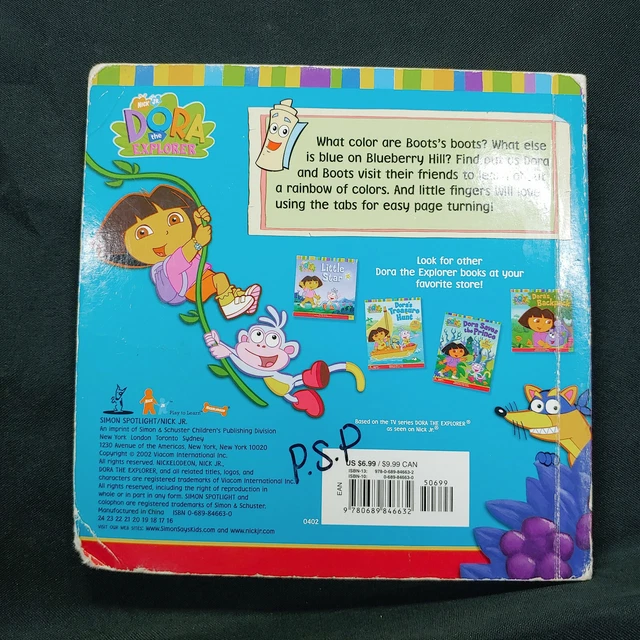 Nick Jr.
DORA
the
EXPLORER
What color are Boots's boots? What else
is blue on Blueberry Hill? Find out as Dora
and Boots visit their friends to
a rainbow of colors. And little fingers will love
using the tabs for easy page turning!
Look for other
Dora the Explorer books at your
favorite store!
Little
Star
Dora's
Treasure
Hunt
Dora Saves
the Prince
Dora's
Backpack
Play to Learn
NICKELODEON
SIMON SPOTLIGHT/NICK JR.
An imprint of Simon & Schuster Children's Publishing Division
New York London Toronto Sydney
1230 Avenue of the Americas, New York, New York 10020
Copyright © 2002 Viacom International Inc.
All rights reserved. NICKELODEON, NICK JR.,
DORA THE EXPLORER, and all related titles, logos, and
characters are registered trademarks of Viacom International Inc.
All rights reserved, including the right of reproduction in
whole or in part in any form. SIMON SPOTLIGHT and
colophon are registered trademarks of Simon & Schuster.
Manufactured in China ISBN 0-689-84663-0
24 23 22 21 20 19 18 17 16
VISIT OUR WEB SITES: www.SimonSaysKids.com and www.nickjr.com
Based on the TV series DORA THE EXPLORER®
as seen on Nick Jr.®
P.S.P
US $6.99 / $9.99 CAN
ISBN-13: 978-0-689-84663-2
ISBN-10: 0-689-84663-0
50699
EAN
9 780689 846632
0402